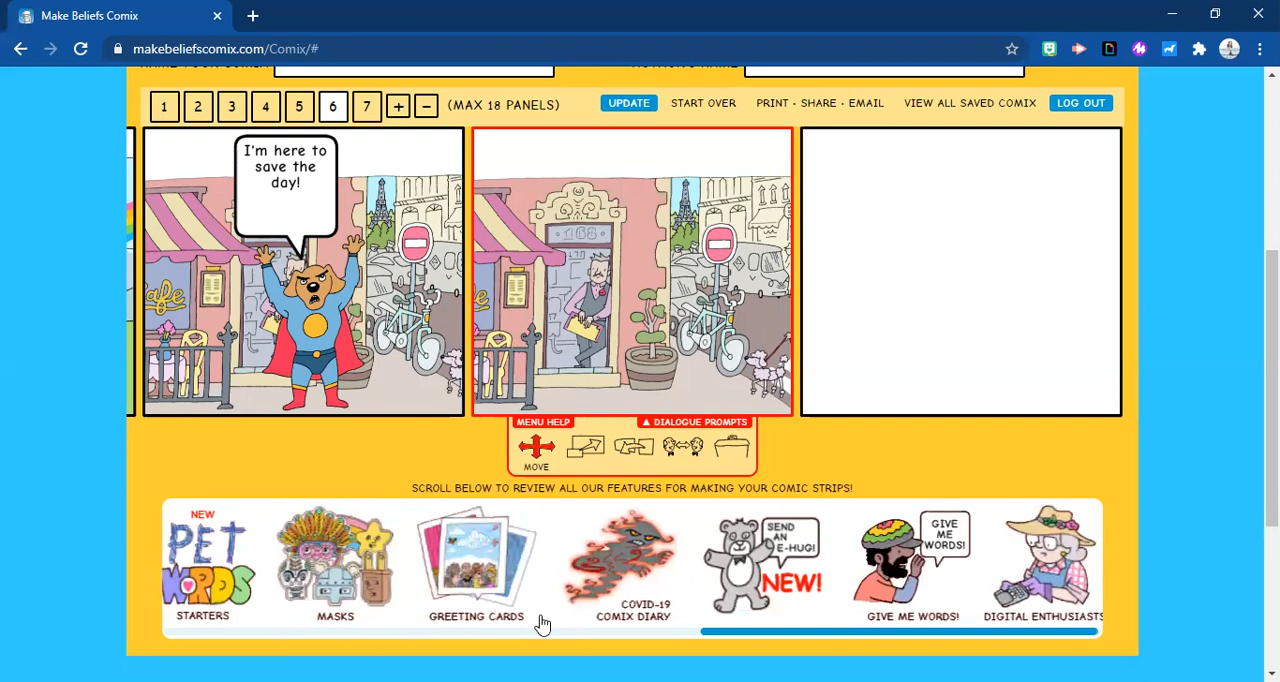 Make Beliefs Comix
makebeliefscomix.com/Comix/#
1 2 3 4 5 6 7 + - (MAX 18 PANELS) UPDATE START OVER PRINT · SHARE · EMAIL VIEW ALL SAVED COMIX LOG OUT
I'm here to
save the
day!
Cafe
168
MENU HELP ▲ DIALOGUE PROMPTS
MOVE
SCROLL BELOW TO REVIEW ALL OUR FEATURES FOR MAKING YOUR COMIC STRIPS!
NEW
PET
WORDS
STARTERS
MASKS
GREETING CARDS
COVID-19
COMIX DIARY
SEND
AN
E-HUG!
NEW!
GIVE
ME
WORDS!
GIVE ME WORDS!
DIGITAL ENTHUSIASTS